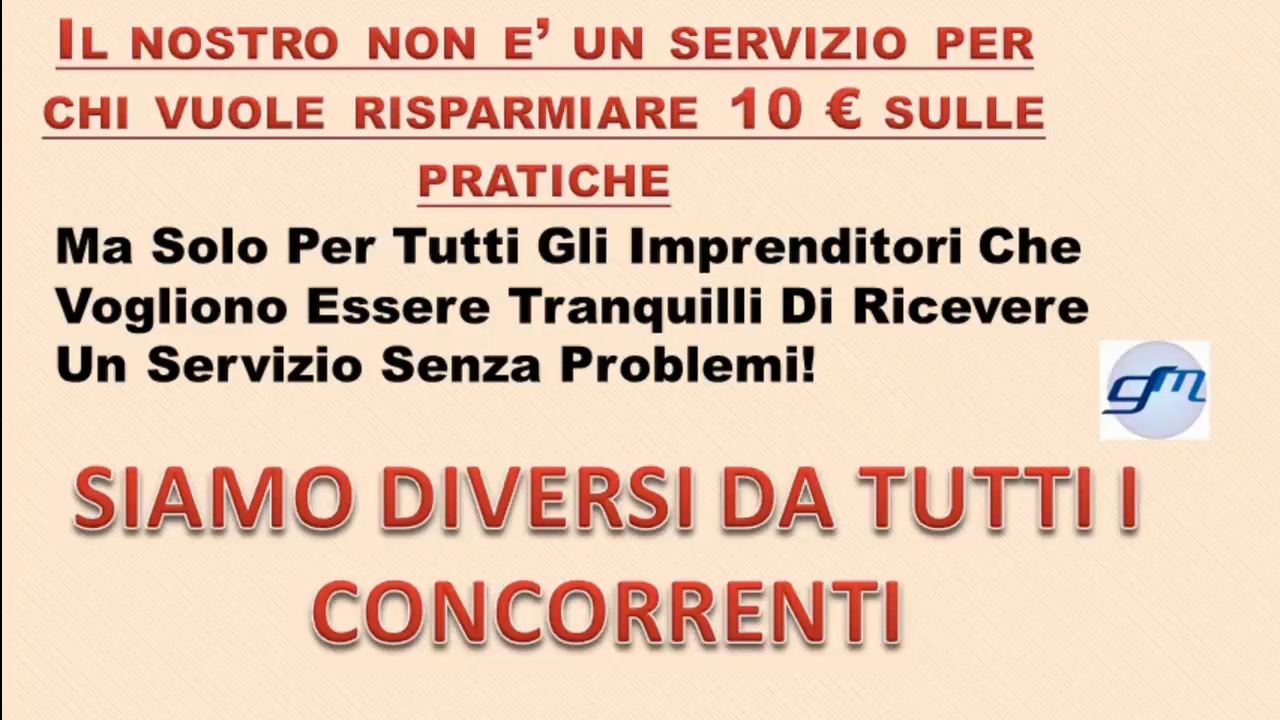 IL NOSTRO NON E’ UN SERVIZIO PER
CHI VUOLE RISPARMIARE 10 € SULLE
PRATICHE
Ma Solo Per Tutti Gli Imprenditori Che
Vogliono Essere Tranquilli Di Ricevere
Un Servizio Senza Problemi!
gm
SIAMO DIVERSI DA TUTTI I
CONCORRENTI